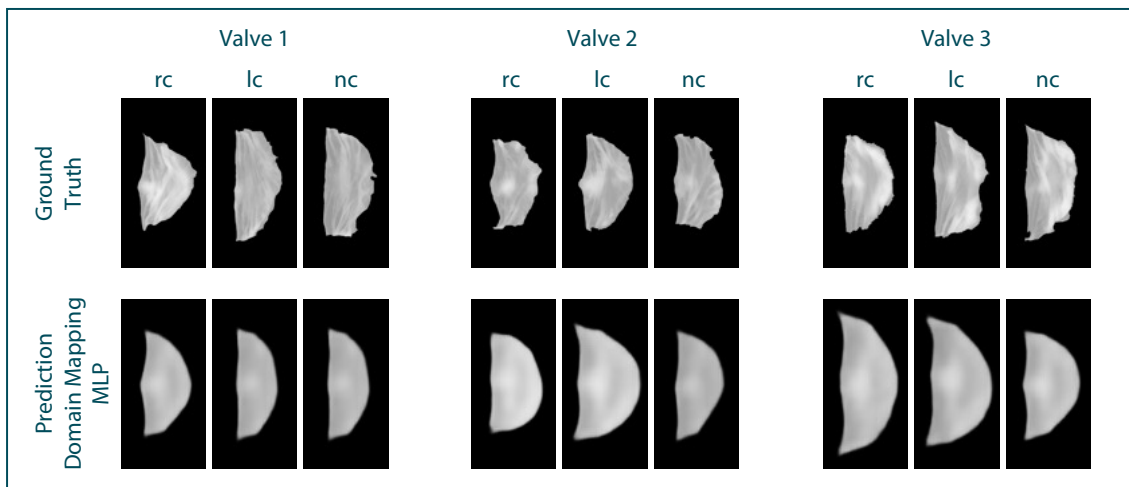 Valve 1
Valve 2
Valve 3
rc
lc
nc
rc
lc
nc
rc
lc
nc
Ground
Truth
Prediction
Domain Mapping
MLP